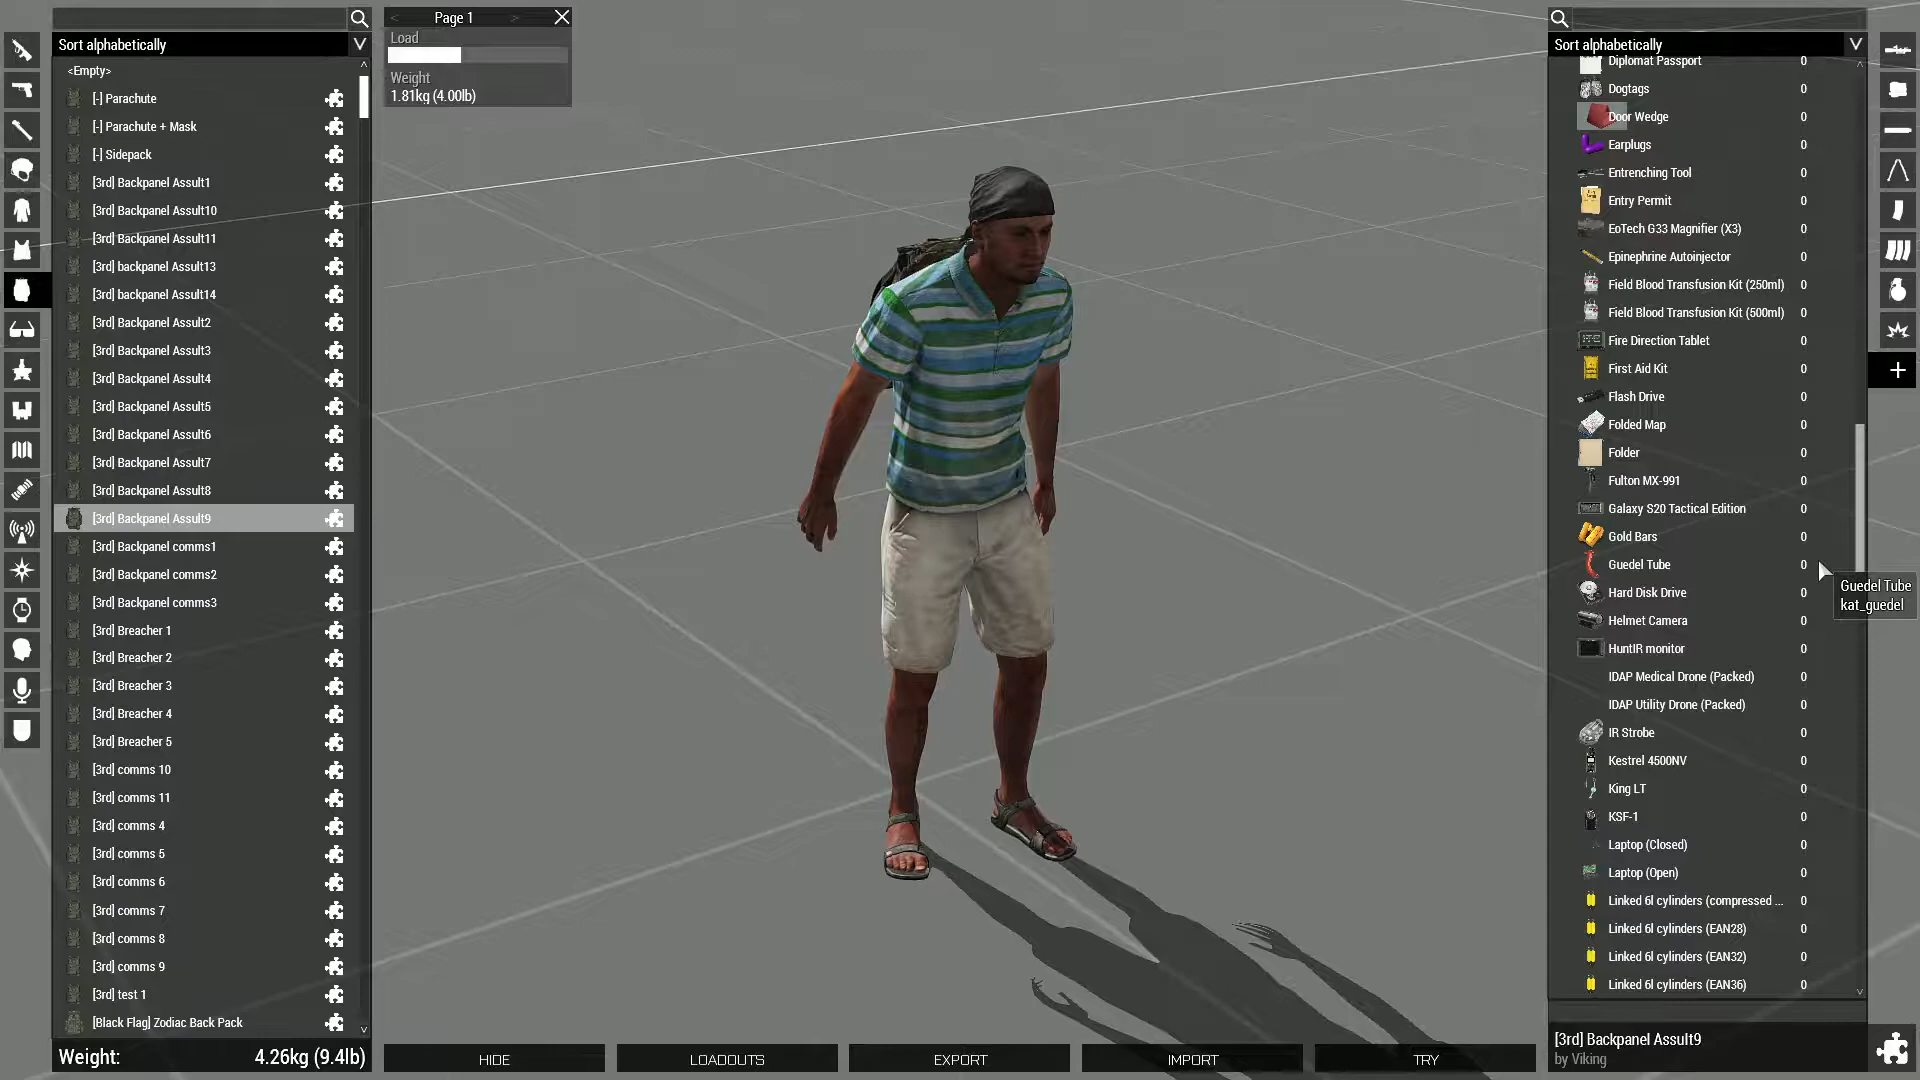 Sort alphabetically
<Empty>
[-] Parachute
[-] Parachute + Mask
[-] Sidepack
[3rd] Backpanel Assult1
[3rd] Backpanel Assult10
[3rd] Backpanel Assult11
[3rd] backpanel Assult13
[3rd] backpanel Assult14
[3rd] Backpanel Assult2
[3rd] Backpanel Assult3
[3rd] Backpanel Assult4
[3rd] Backpanel Assult5
[3rd] Backpanel Assult6
[3rd] Backpanel Assult7
[3rd] Backpanel Assult8
[3rd] Backpanel Assult9
[3rd] Backpanel comms1
[3rd] Backpanel comms2
[3rd] Backpanel comms3
[3rd] Breacher 1
[3rd] Breacher 2
[3rd] Breacher 3
[3rd] Breacher 4
[3rd] Breacher 5
[3rd] comms 10
[3rd] comms 11
[3rd] comms 4
[3rd] comms 5
[3rd] comms 6
[3rd] comms 7
[3rd] comms 8
[3rd] comms 9
[3rd] test 1
[Black Flag] Zodiac Back Pack
Weight: 4.26kg (9.4lb)
< Page 1 >
Load
Weight
1.81kg (4.00lb)
HIDE
LOADOUTS
EXPORT
IMPORT
TRY
Sort alphabetically
Diplomat Passport 0
Dogtags 0
Door Wedge 0
Earplugs 0
Entrenching Tool 0
Entry Permit 0
EoTech G33 Magnifier (X3) 0
Epinephrine Autoinjector 0
Field Blood Transfusion Kit (250ml) 0
Field Blood Transfusion Kit (500ml) 0
Fire Direction Tablet 0
First Aid Kit 0
Flash Drive 0
Folded Map 0
Folder 0
Fulton MX-991 0
Galaxy S20 Tactical Edition 0
Gold Bars 0
Guedel Tube 0
Hard Disk Drive 0
Helmet Camera 0
HuntIR monitor 0
IDAP Medical Drone (Packed) 0
IDAP Utility Drone (Packed) 0
IR Strobe 0
Kestrel 4500NV 0
King LT 0
KSF-1 0
Laptop (Closed) 0
Laptop (Open) 0
Linked 6l cylinders (compressed ... 0
Linked 6l cylinders (EAN28) 0
Linked 6l cylinders (EAN32) 0
Linked 6l cylinders (EAN36) 0
Guedel Tube
kat_guedel
[3rd] Backpanel Assult9
by Viking